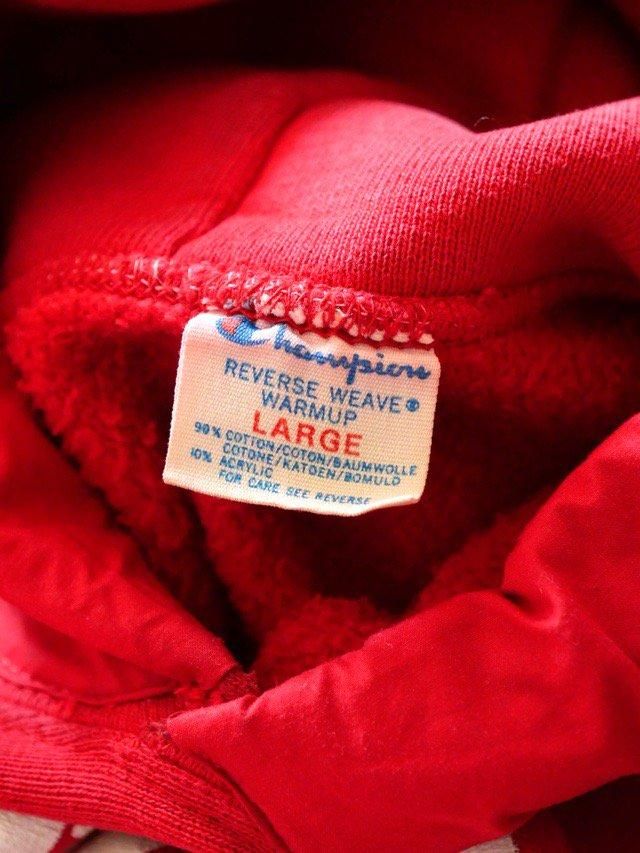 Champion
REVERSE WEAVE®
WARMUP
LARGE
90% COTTON/COTON/BAUMWOLLE
COTONE/KATOEN/BOMULD
10% ACRYLIC
FOR CARE SEE REVERSE